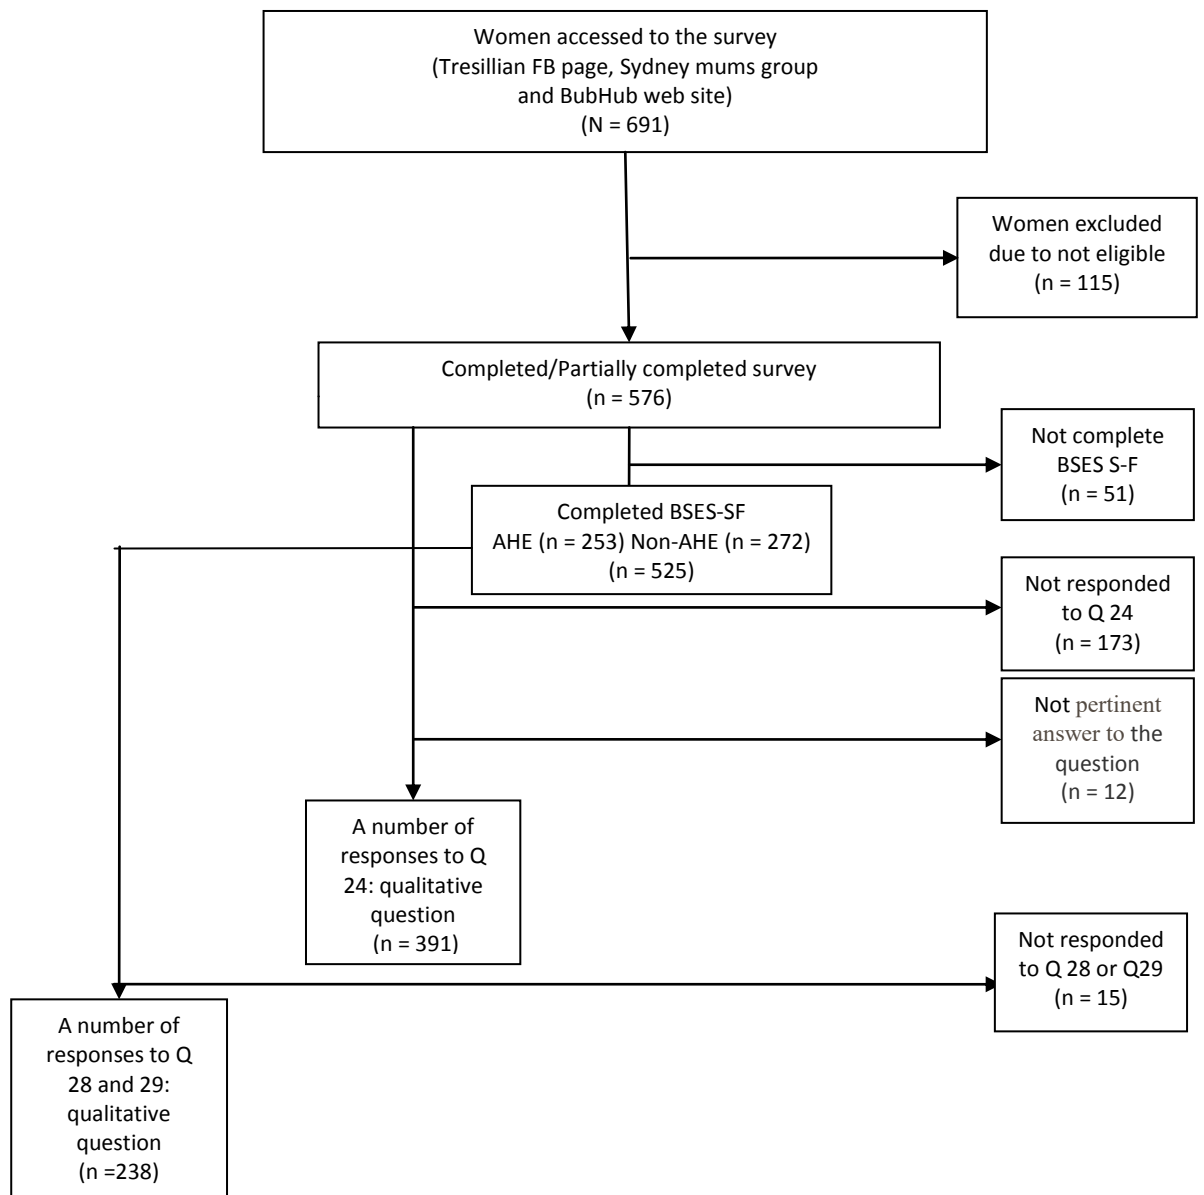 Women accessed to the survey
(Tresillian FB page, Sydney mums group
and BubHub web site)
(N = 691)
Women excluded
due to not eligible
(n = 115)
Completed/Partially completed survey
(n = 576)
Not complete
BSES S-F
(n = 51)
Completed BSES-SF
AHE (n = 253) Non-AHE (n = 272)
(n = 525)
Not responded
to Q 24
(n = 173)
Not pertinent
answer to the
question
(n = 12)
A number of
responses to Q
24: qualitative
question
(n = 391)
Not responded
to Q 28 or Q29
(n = 15)
A number of
responses to Q
28 and 29:
qualitative
question
(n =238)